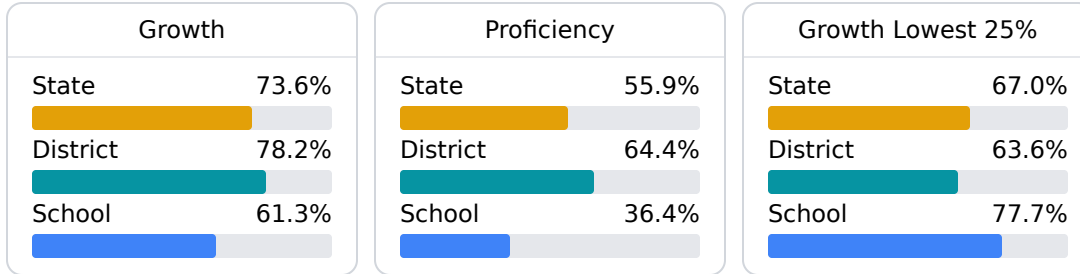 Growth
State 73.6%
District 78.2%
School 61.3%
Proficiency
State 55.9%
District 64.4%
School 36.4%
Growth Lowest 25%
State 67.0%
District 63.6%
School 77.7%